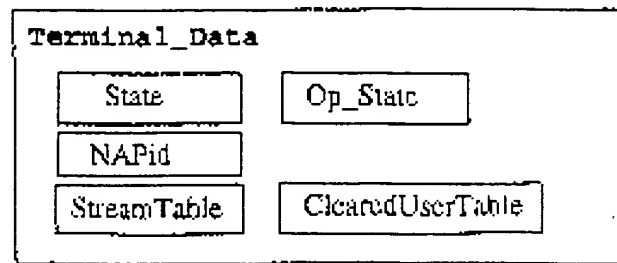 Terminal_Data
State
Op_State
NAPid
StreamTable
ClearedUserTable